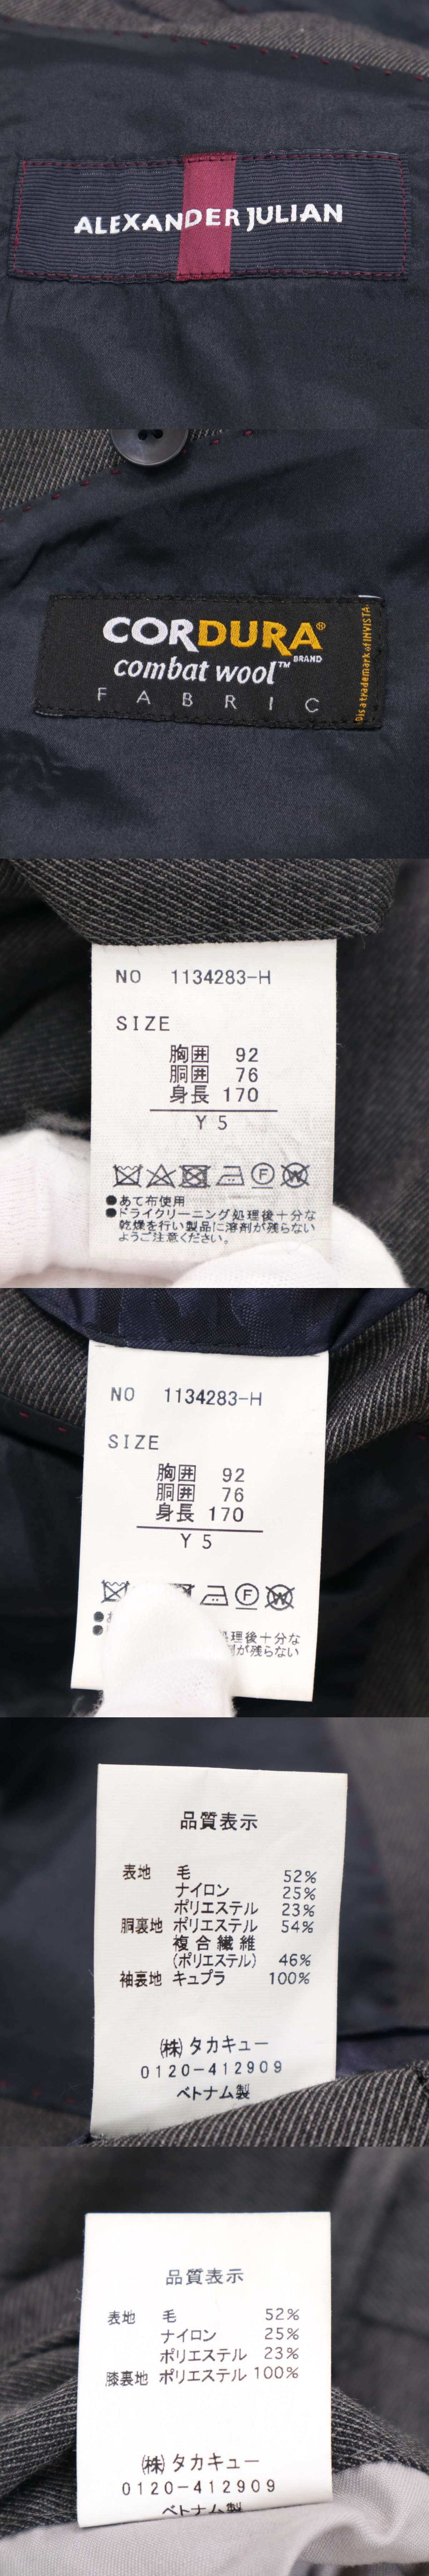 ALEXANDER JULIAN
CORDURA®
combat wool™ BRAND
FABRIC
® is a trademark of INVISTA
NO 1134283-H
SIZE
胸囲 92
胴囲 76
身長 170
Y 5
●あて布使用
●ドライクリーニング処理後十分な
乾燥を行い製品に溶剤が残らない
ようご注意ください。
NO 1134283-H
SIZE
胸囲 92
胴囲 76
身長 170
Y 5
処理後十分な
が残らない
品質表示
表地 毛 52%
ナイロン 25%
ポリエステル 23%
胴裏地 ポリエステル 54%
複合繊維
(ポリエステル) 46%
袖裏地 キュプラ 100%
(株)タカキュー
0120-412909
ベトナム製
品質表示
表地 毛 52%
ナイロン 25%
ポリエステル 23%
膝裏地 ポリエステル 100%
(株)タカキュー
0120-412909
ベトナム製